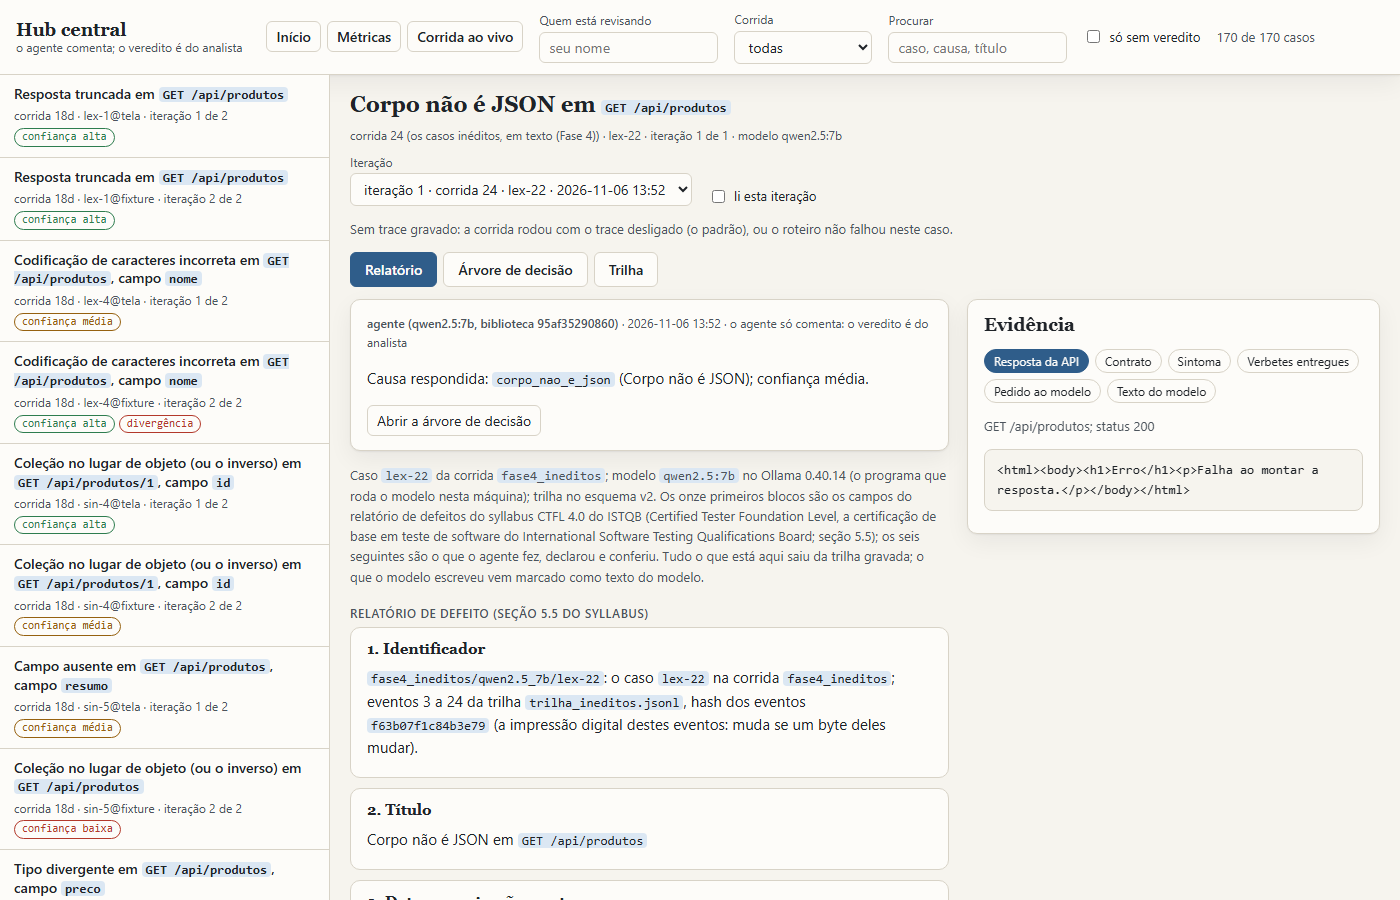 Hub central
o agente comenta; o veredito é do analista
Início
Métricas
Corrida ao vivo
Quem está revisando
seu nome
Corrida
todas
Procurar
caso, causa, título
só sem veredito
170 de 170 casos
Resposta truncada em GET /api/produtos
corrida 18d · lex-1@tela · iteração 1 de 2
confiança alta
Resposta truncada em GET /api/produtos
corrida 18d · lex-1@fixture · iteração 2 de 2
confiança alta
Codificação de caracteres incorreta em GET
/api/produtos, campo nome
corrida 18d · lex-4@tela · iteração 1 de 2
confiança média
Codificação de caracteres incorreta em GET
/api/produtos, campo nome
corrida 18d · lex-4@fixture · iteração 2 de 2
confiança alta divergência
Coleção no lugar de objeto (ou o inverso) em
GET /api/produtos/1, campo id
corrida 18d · sin-4@tela · iteração 1 de 2
confiança alta
Coleção no lugar de objeto (ou o inverso) em
GET /api/produtos/1, campo id
corrida 18d · sin-4@fixture · iteração 2 de 2
confiança média
Campo ausente em GET /api/produtos,
campo resumo
corrida 18d · sin-5@tela · iteração 1 de 2
confiança média
Coleção no lugar de objeto (ou o inverso) em
GET /api/produtos
corrida 18d · sin-5@fixture · iteração 2 de 2
confiança baixa
Tipo divergente em GET /api/produtos,
campo preco
Corpo não é JSON em GET /api/produtos
corrida 24 (os casos inéditos, em texto (Fase 4)) · lex-22 · iteração 1 de 1 · modelo qwen2.5:7b
Iteração
iteração 1 · corrida 24 · lex-22 · 2026-11-06 13:52
li esta iteração
Sem trace gravado: a corrida rodou com o trace desligado (o padrão), ou o roteiro não falhou neste caso.
Relatório
Árvore de decisão
Trilha
agente (qwen2.5:7b, biblioteca 95af35290860) · 2026-11-06 13:52 · o agente só comenta: o veredito é do
analista
Causa respondida: corpo_nao_e_json (Corpo não é JSON); confiança média.
Abrir a árvore de decisão
Caso lex-22 da corrida fase4_ineditos; modelo qwen2.5:7b no Ollama 0.40.14 (o programa que
roda o modelo nesta máquina); trilha no esquema v2. Os onze primeiros blocos são os campos do
relatório de defeitos do syllabus CTFL 4.0 do ISTQB (Certified Tester Foundation Level, a certificação de
base em teste de software do International Software Testing Qualifications Board; seção 5.5); os seis
seguintes são o que o agente fez, declarou e conferiu. Tudo o que está aqui saiu da trilha gravada; o
que o modelo escreveu vem marcado como texto do modelo.
RELATÓRIO DE DEFEITO (SEÇÃO 5.5 DO SYLLABUS)
1. Identificador
fase4_ineditos/qwen2.5_7b/lex-22: o caso lex-22 na corrida fase4_ineditos;
eventos 3 a 24 da trilha trilha_ineditos.jsonl, hash dos eventos
f63b07f1c84b3e79 (a impressão digital destes eventos: muda se um byte deles
mudar).
2. Título
Corpo não é JSON em GET /api/produtos
Evidência
Resposta da API
Contrato
Sintoma
Verbetes entregues
Pedido ao modelo
Texto do modelo
GET /api/produtos; status 200
<html><body><h1>Erro</h1><p>Falha ao montar a
resposta.</p></body></html>